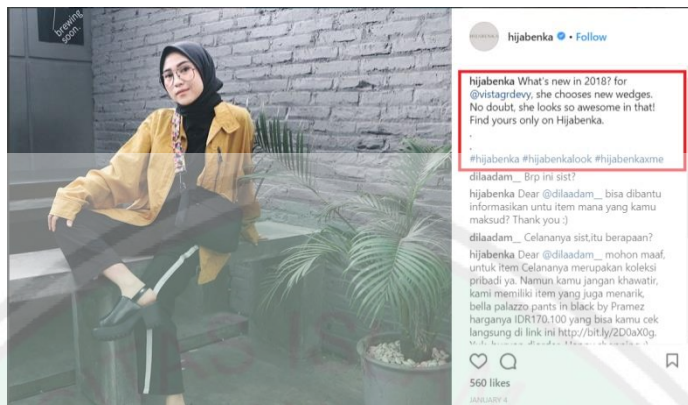 brewing
soon.
HIJABENKA
hijabenka • Follow
hijabenka What's new in 2018? for
@vistagrdevy, she chooses new wedges.
No doubt, she looks so awesome in that!
Find yours only on Hijabenka.
.
.
#hijabenka #hijabenkalook #hijabenkaxme
dilaadam__ Brp ini sist?
hijabenka Dear @dilaadam__ bisa dibantu
informasikan untu item mana yang kamu
maksud? Thank you :)
dilaadam__ Celananya sist,itu berapaan?
hijabenka Dear @dilaadam__ mohon maaf,
untuk item Celananya merupakan koleksi
pribadi ya. Namun kamu jangan khawatir,
kami memiliki item yang juga menarik,
bella palazzo pants in black by Pramez
harganya IDR170.100 yang bisa kamu cek
langsung di link ini http://bit.ly/2D0aX0g.
560 likes
JANUARY 4